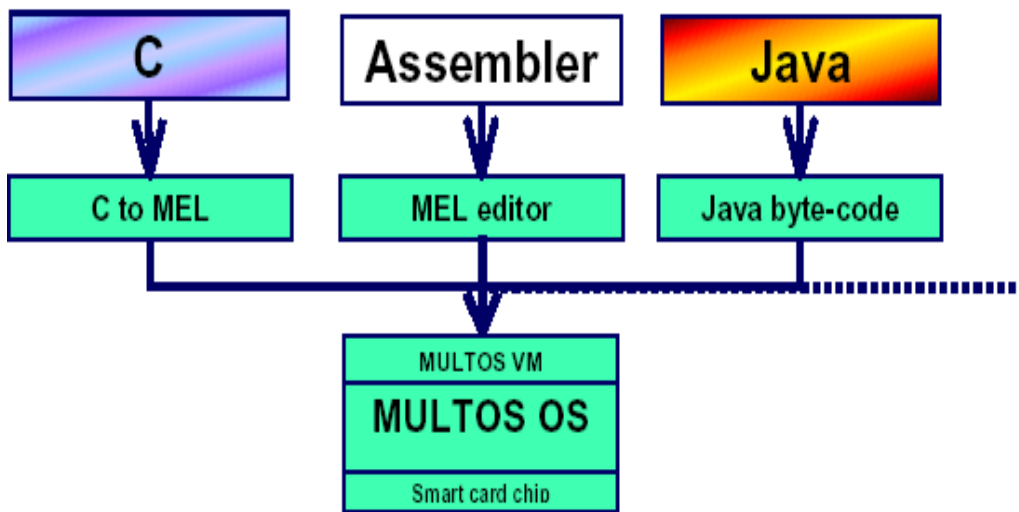 C
Assembler
Java
C to MEL
MEL editor
Java byte-code
MULTOS VM
MULTOS OS
Smart card chip